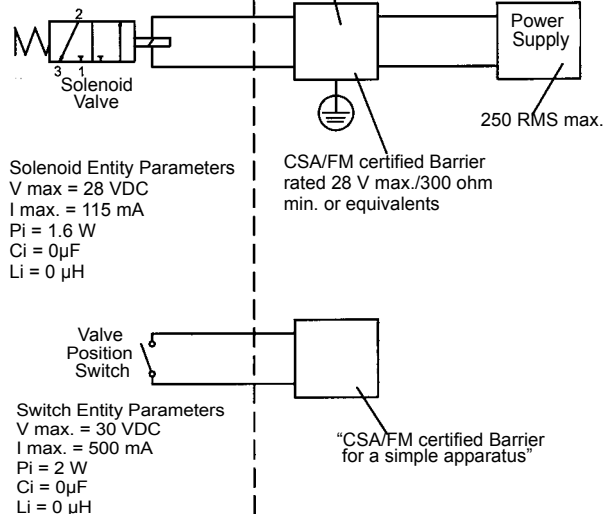 2
3 1
Solenoid
Valve
Power
Supply
250 RMS max.
CSA/FM certified Barrier
rated 28 V max./300 ohm
min. or equivalents
Solenoid Entity Parameters
V max = 28 VDC
I max. = 115 mA
Pi = 1.6 W
Ci = 0µF
Li = 0 µH
Valve
Position
Switch
Switch Entity Parameters
V max. = 30 VDC
I max. = 500 mA
Pi = 2 W
Ci = 0µF
Li = 0 µH
“CSA/FM certified Barrier
for a simple apparatus”